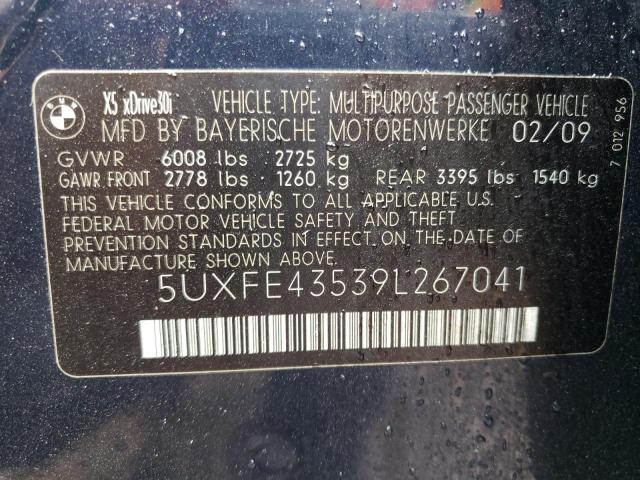 BMW
X5 xDrive30i VEHICLE TYPE: MULTIPURPOSE PASSENGER VEHICLE
MFD BY BAYERISCHE MOTORENWERKE 02/09
GVWR 6008 lbs 2725 kg
GAWR FRONT 2778 lbs 1260 kg REAR 3395 lbs 1540 kg
THIS VEHICLE CONFORMS TO ALL APPLICABLE U.S.
FEDERAL MOTOR VEHICLE SAFETY AND THEFT
PREVENTION STANDARDS IN EFFECT ON THE DATE OF
MANUFACTURE SHOWN ABOVE.
5UXFE43539L267041
7 012 956